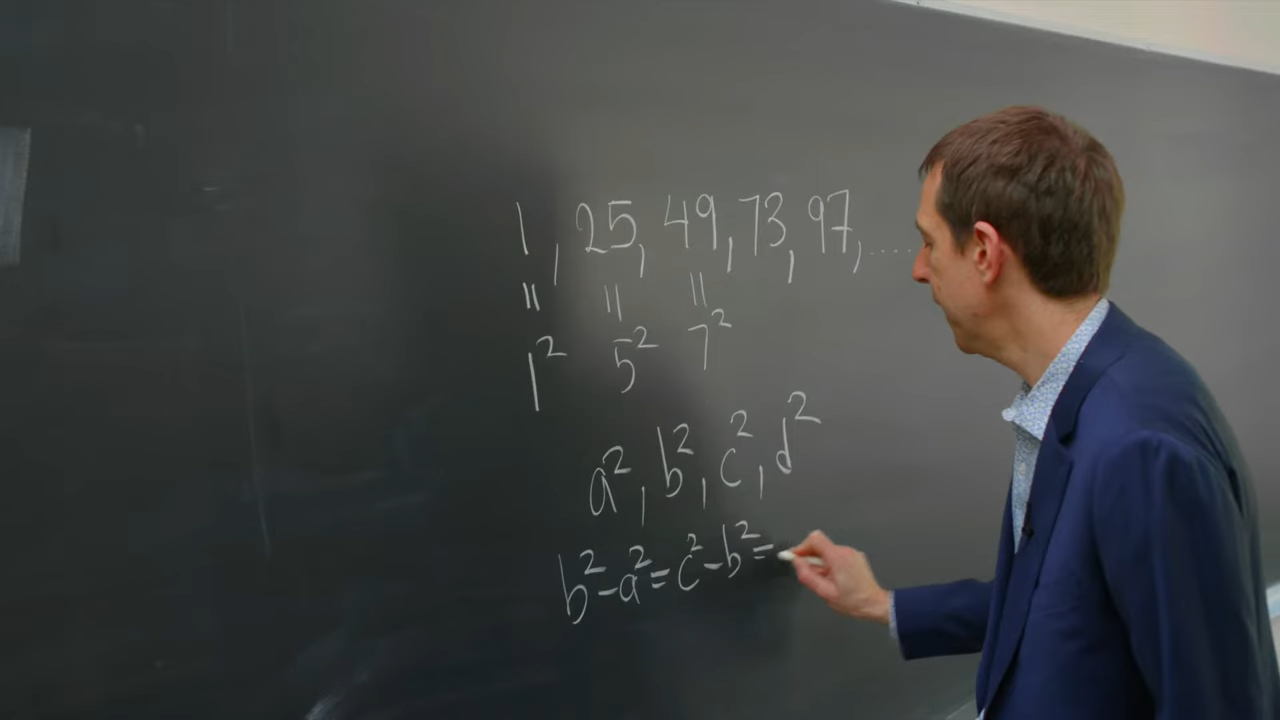 1, 25, 49, 73, 97, .....
= = =
1² 5² 7²
a², b², c², d²
b²-a²=c²-b²=